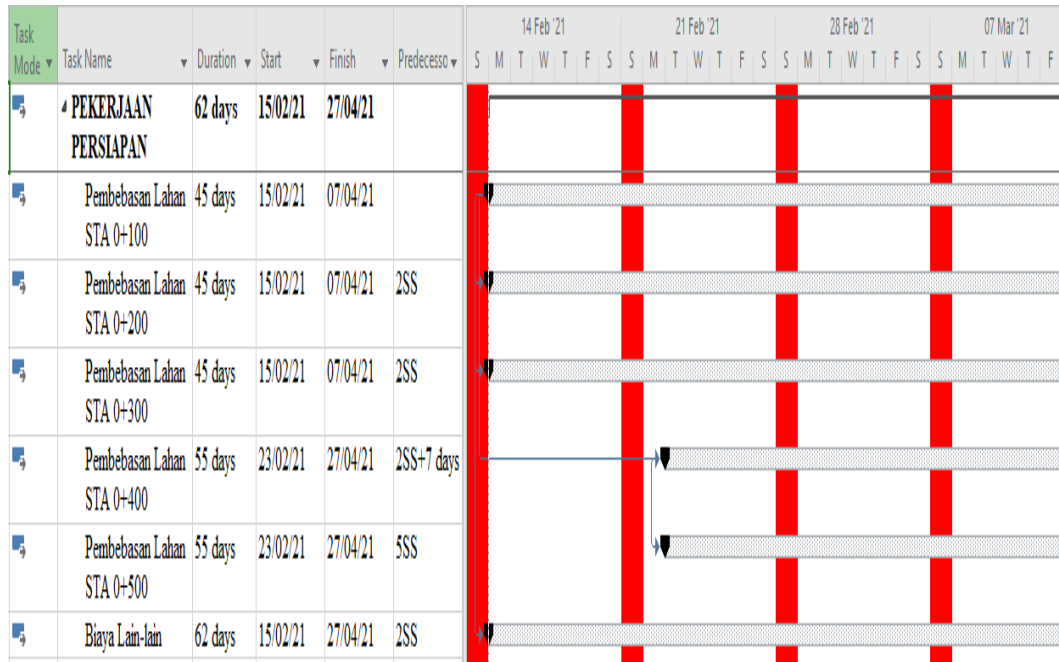 Task Mode Task Name Duration Start Finish Predecesso
14 Feb '21 21 Feb '21 28 Feb '21 07 Mar '21
S M T W T F S S M T W T F S S M T W T F S S M T W T F
PEKERJAAN 62 days 15/02/21 27/04/21
PERSIAPAN
Pembebasan Lahan 45 days 15/02/21 07/04/21
STA 0+100
Pembebasan Lahan 45 days 15/02/21 07/04/21 2SS
STA 0+200
Pembebasan Lahan 45 days 15/02/21 07/04/21 2SS
STA 0+300
Pembebasan Lahan 55 days 23/02/21 27/04/21 2SS+7 days
STA 0+400
Pembebasan Lahan 55 days 23/02/21 27/04/21 5SS
STA 0+500
Biaya Lain-lain 62 days 15/02/21 27/04/21 2SS